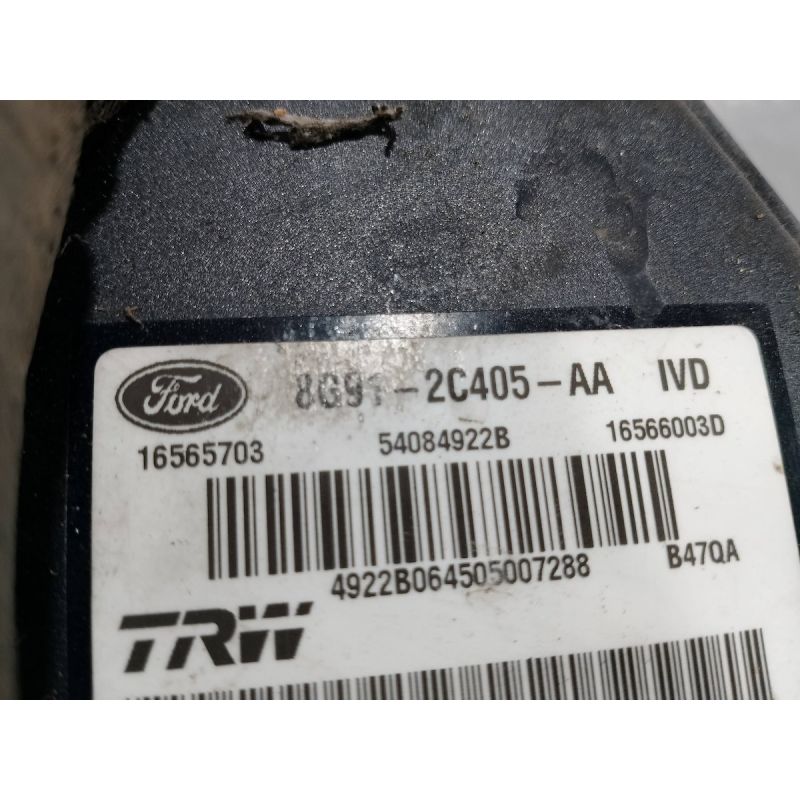 Ford 8G91-2C405-AA IVD
16565703 54084922B 16566003D
4922B064505007288 B47QA
TRW